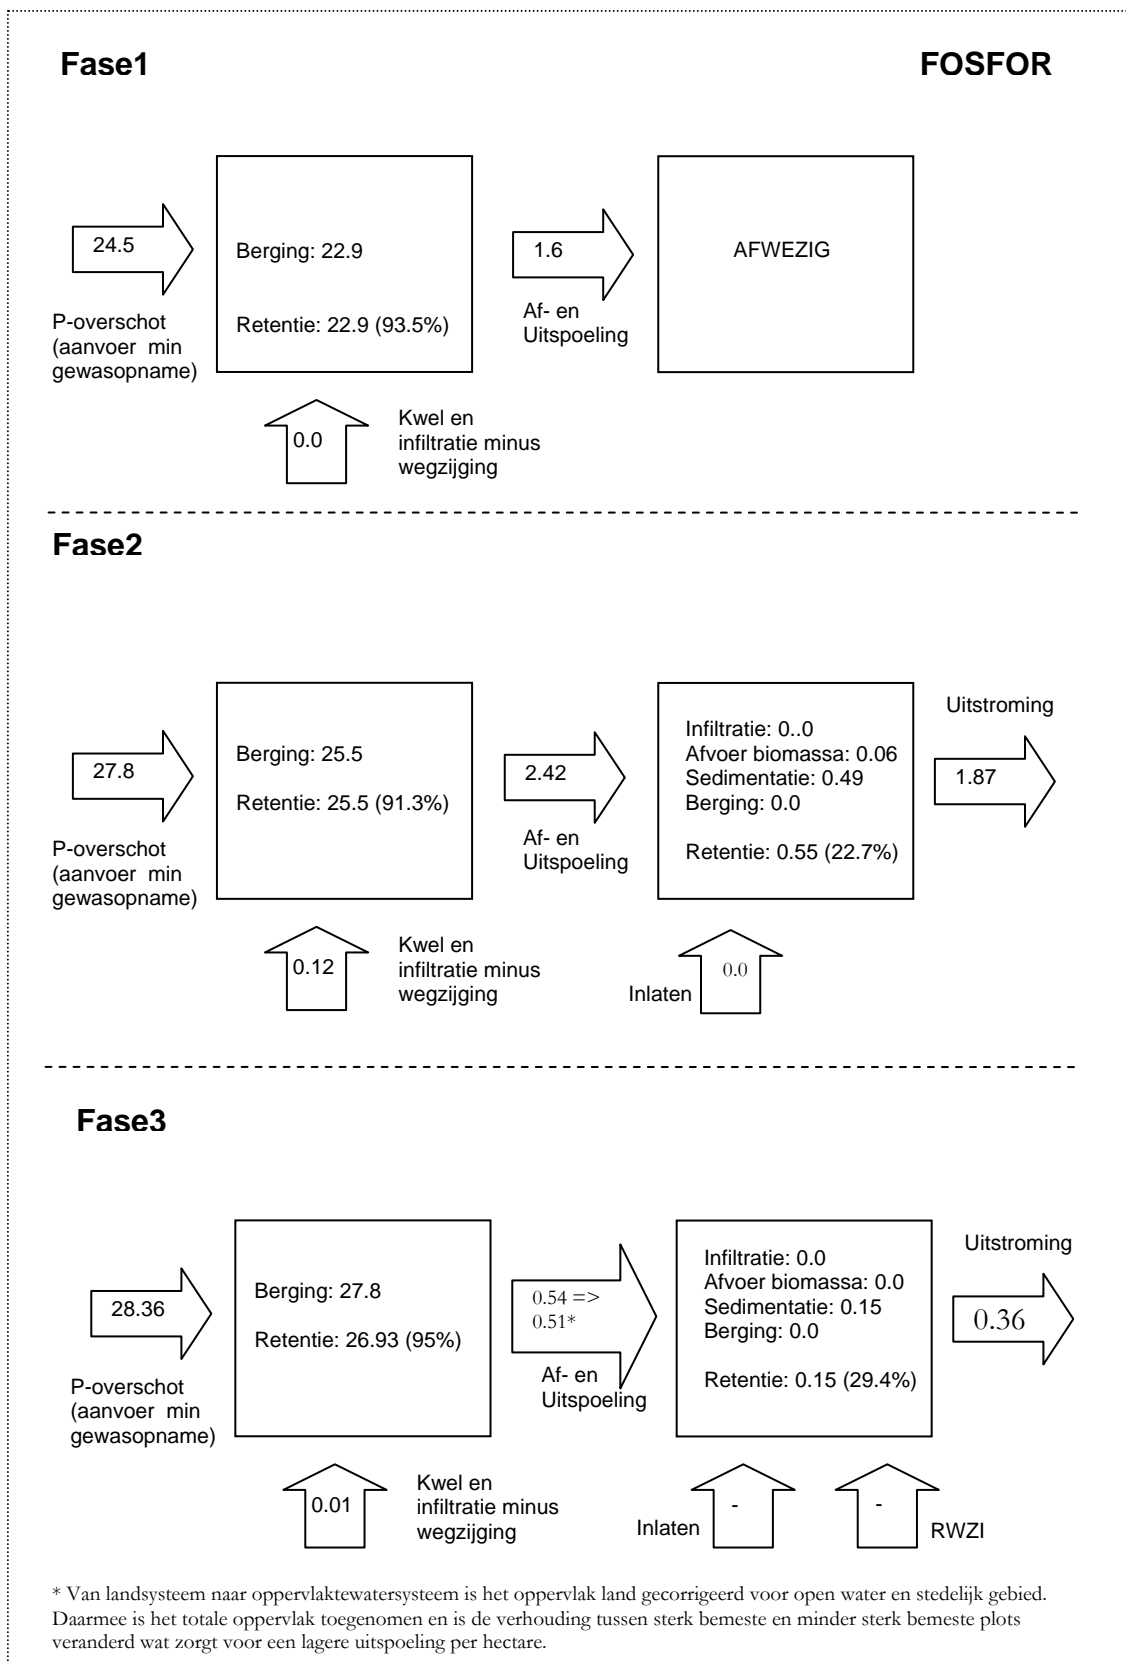 Fase1
FOSFOR
24.5
P-overschot
(aanvoer min
gewasopname)
Berging: 22.9
Retentie: 22.9 (93.5%)
1.6
Af- en
Uitspoeling
AFWEZIG
0.0
Kwel en
infiltratie minus
wegzijging
Fase2
27.8
P-overschot
(aanvoer min
gewasopname)
Berging: 25.5
Retentie: 25.5 (91.3%)
2.42
Af- en
Uitspoeling
Infiltratie: 0..0
Afvoer biomassa: 0.06
Sedimentatie: 0.49
Berging: 0.0
Retentie: 0.55 (22.7%)
Uitstroming
1.87
0.12
Kwel en
infiltratie minus
wegzijging
Inlaten
0.0
Fase3
28.36
P-overschot
(aanvoer min
gewasopname)
Berging: 27.8
Retentie: 26.93 (95%)
0.54 =>
0.51*
Af- en
Uitspoeling
Infiltratie: 0.0
Afvoer biomassa: 0.0
Sedimentatie: 0.15
Berging: 0.0
Retentie: 0.15 (29.4%)
Uitstroming
0.36
0.01
Kwel en
infiltratie minus
wegzijging
Inlaten
-
-
RWZI
* Van landsysteem naar oppervlaktewatersysteem is het oppervlak land gecorrigeerd voor open water en stedelijk gebied.
Daarmee is het totale oppervlak toegenomen en is de verhouding tussen sterk bemeste en minder sterk bemeste plots
veranderd wat zorgt voor een lagere uitspoeling per hectare.